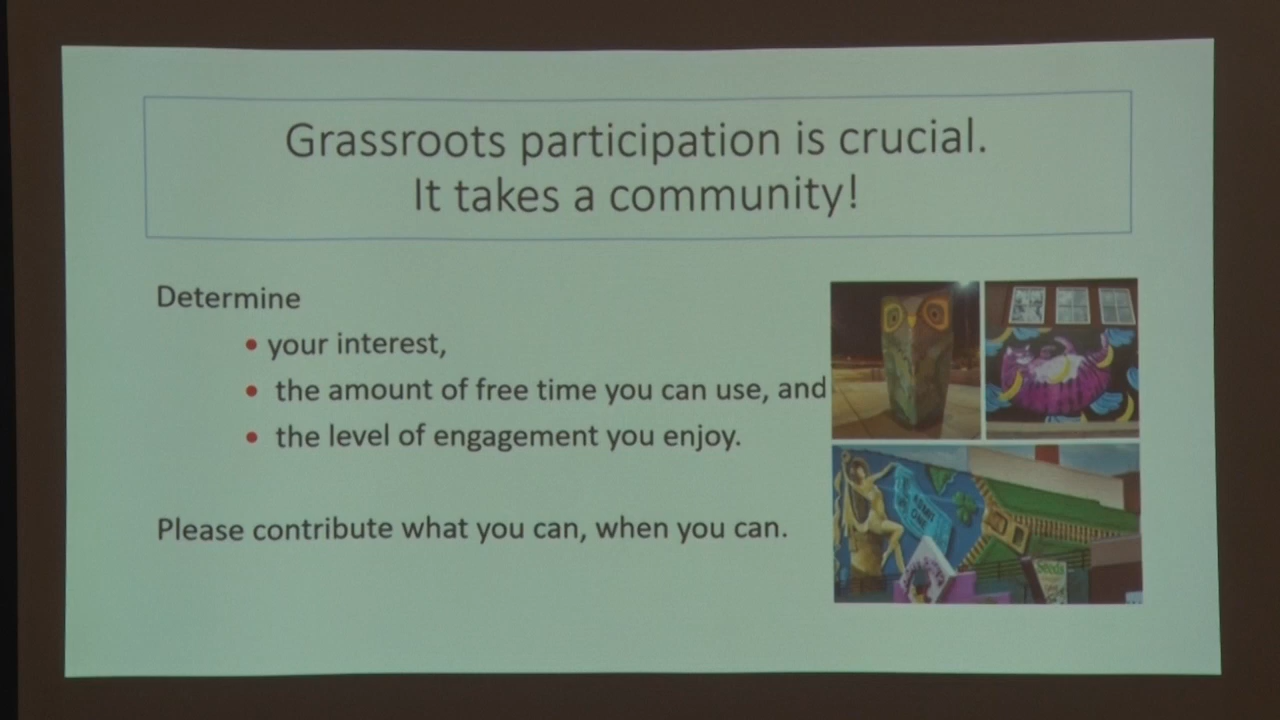 Grassroots participation is crucial.
It takes a community!
Determine
• your interest,
• the amount of free time you can use, and
• the level of engagement you enjoy.
Please contribute what you can, when you can.
Seeds